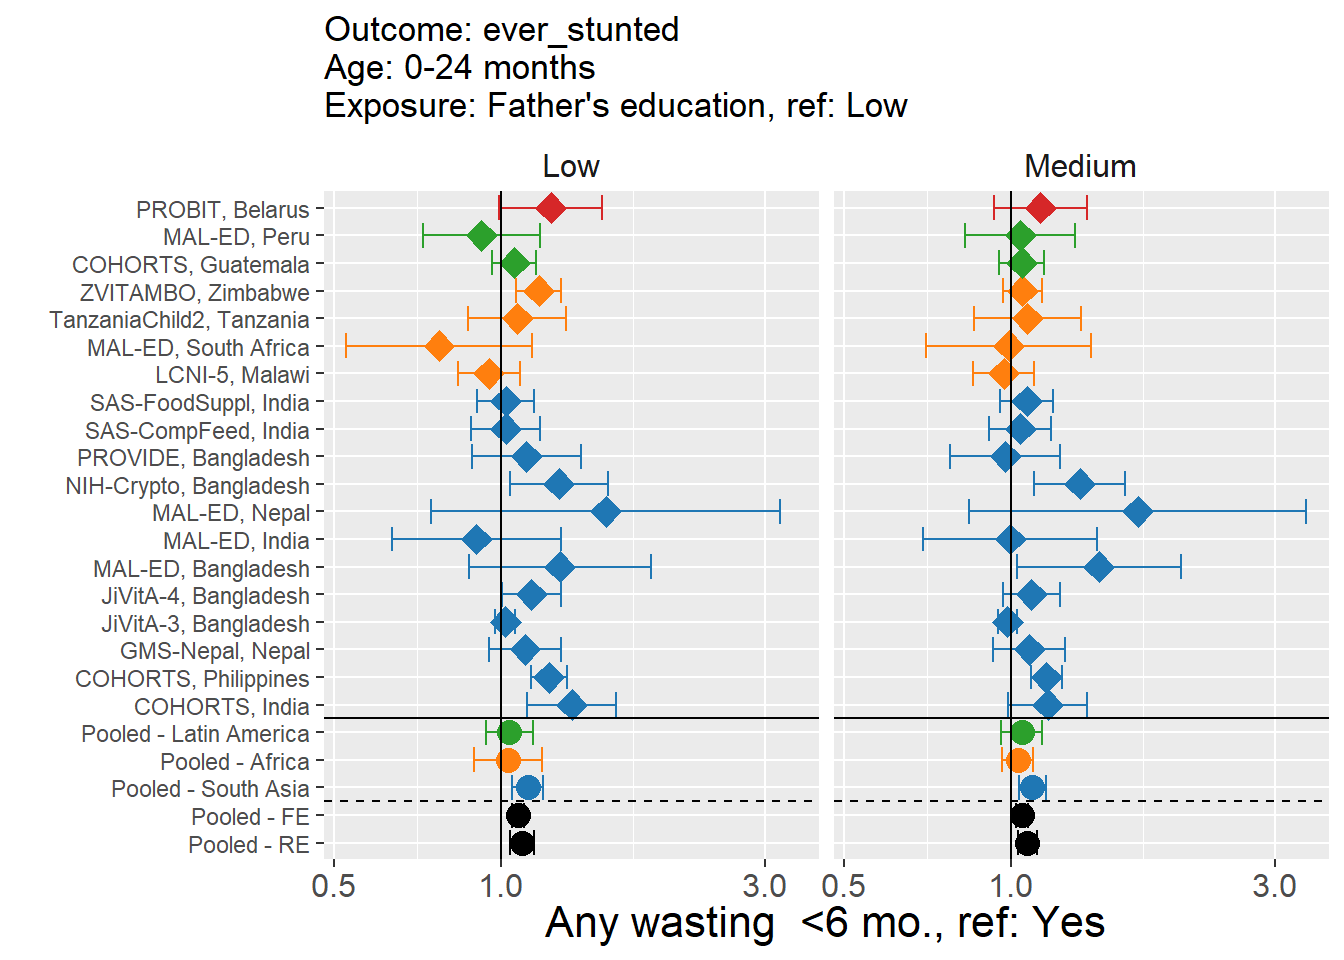 Outcome: ever_stunted
Age: 0-24 months
Exposure: Father's education, ref: Low
Low Medium
PROBIT, Belarus
MAL-ED, Peru
COHORTS, Guatemala
ZVITAMBO, Zimbabwe
TanzaniaChild2, Tanzania
MAL-ED, South Africa
LCNI-5, Malawi
SAS-FoodSuppl, India
SAS-CompFeed, India
PROVIDE, Bangladesh
NIH-Crypto, Bangladesh
MAL-ED, Nepal
MAL-ED, India
MAL-ED, Bangladesh
JiVitA-4, Bangladesh
JiVitA-3, Bangladesh
GMS-Nepal, Nepal
COHORTS, Philippines
COHORTS, India
Pooled - Latin America
Pooled - Africa
Pooled - South Asia
Pooled - FE
Pooled - RE
0.5 1.0 3.0 0.5 1.0 3.0
Any wasting  <6 mo., ref: Yes